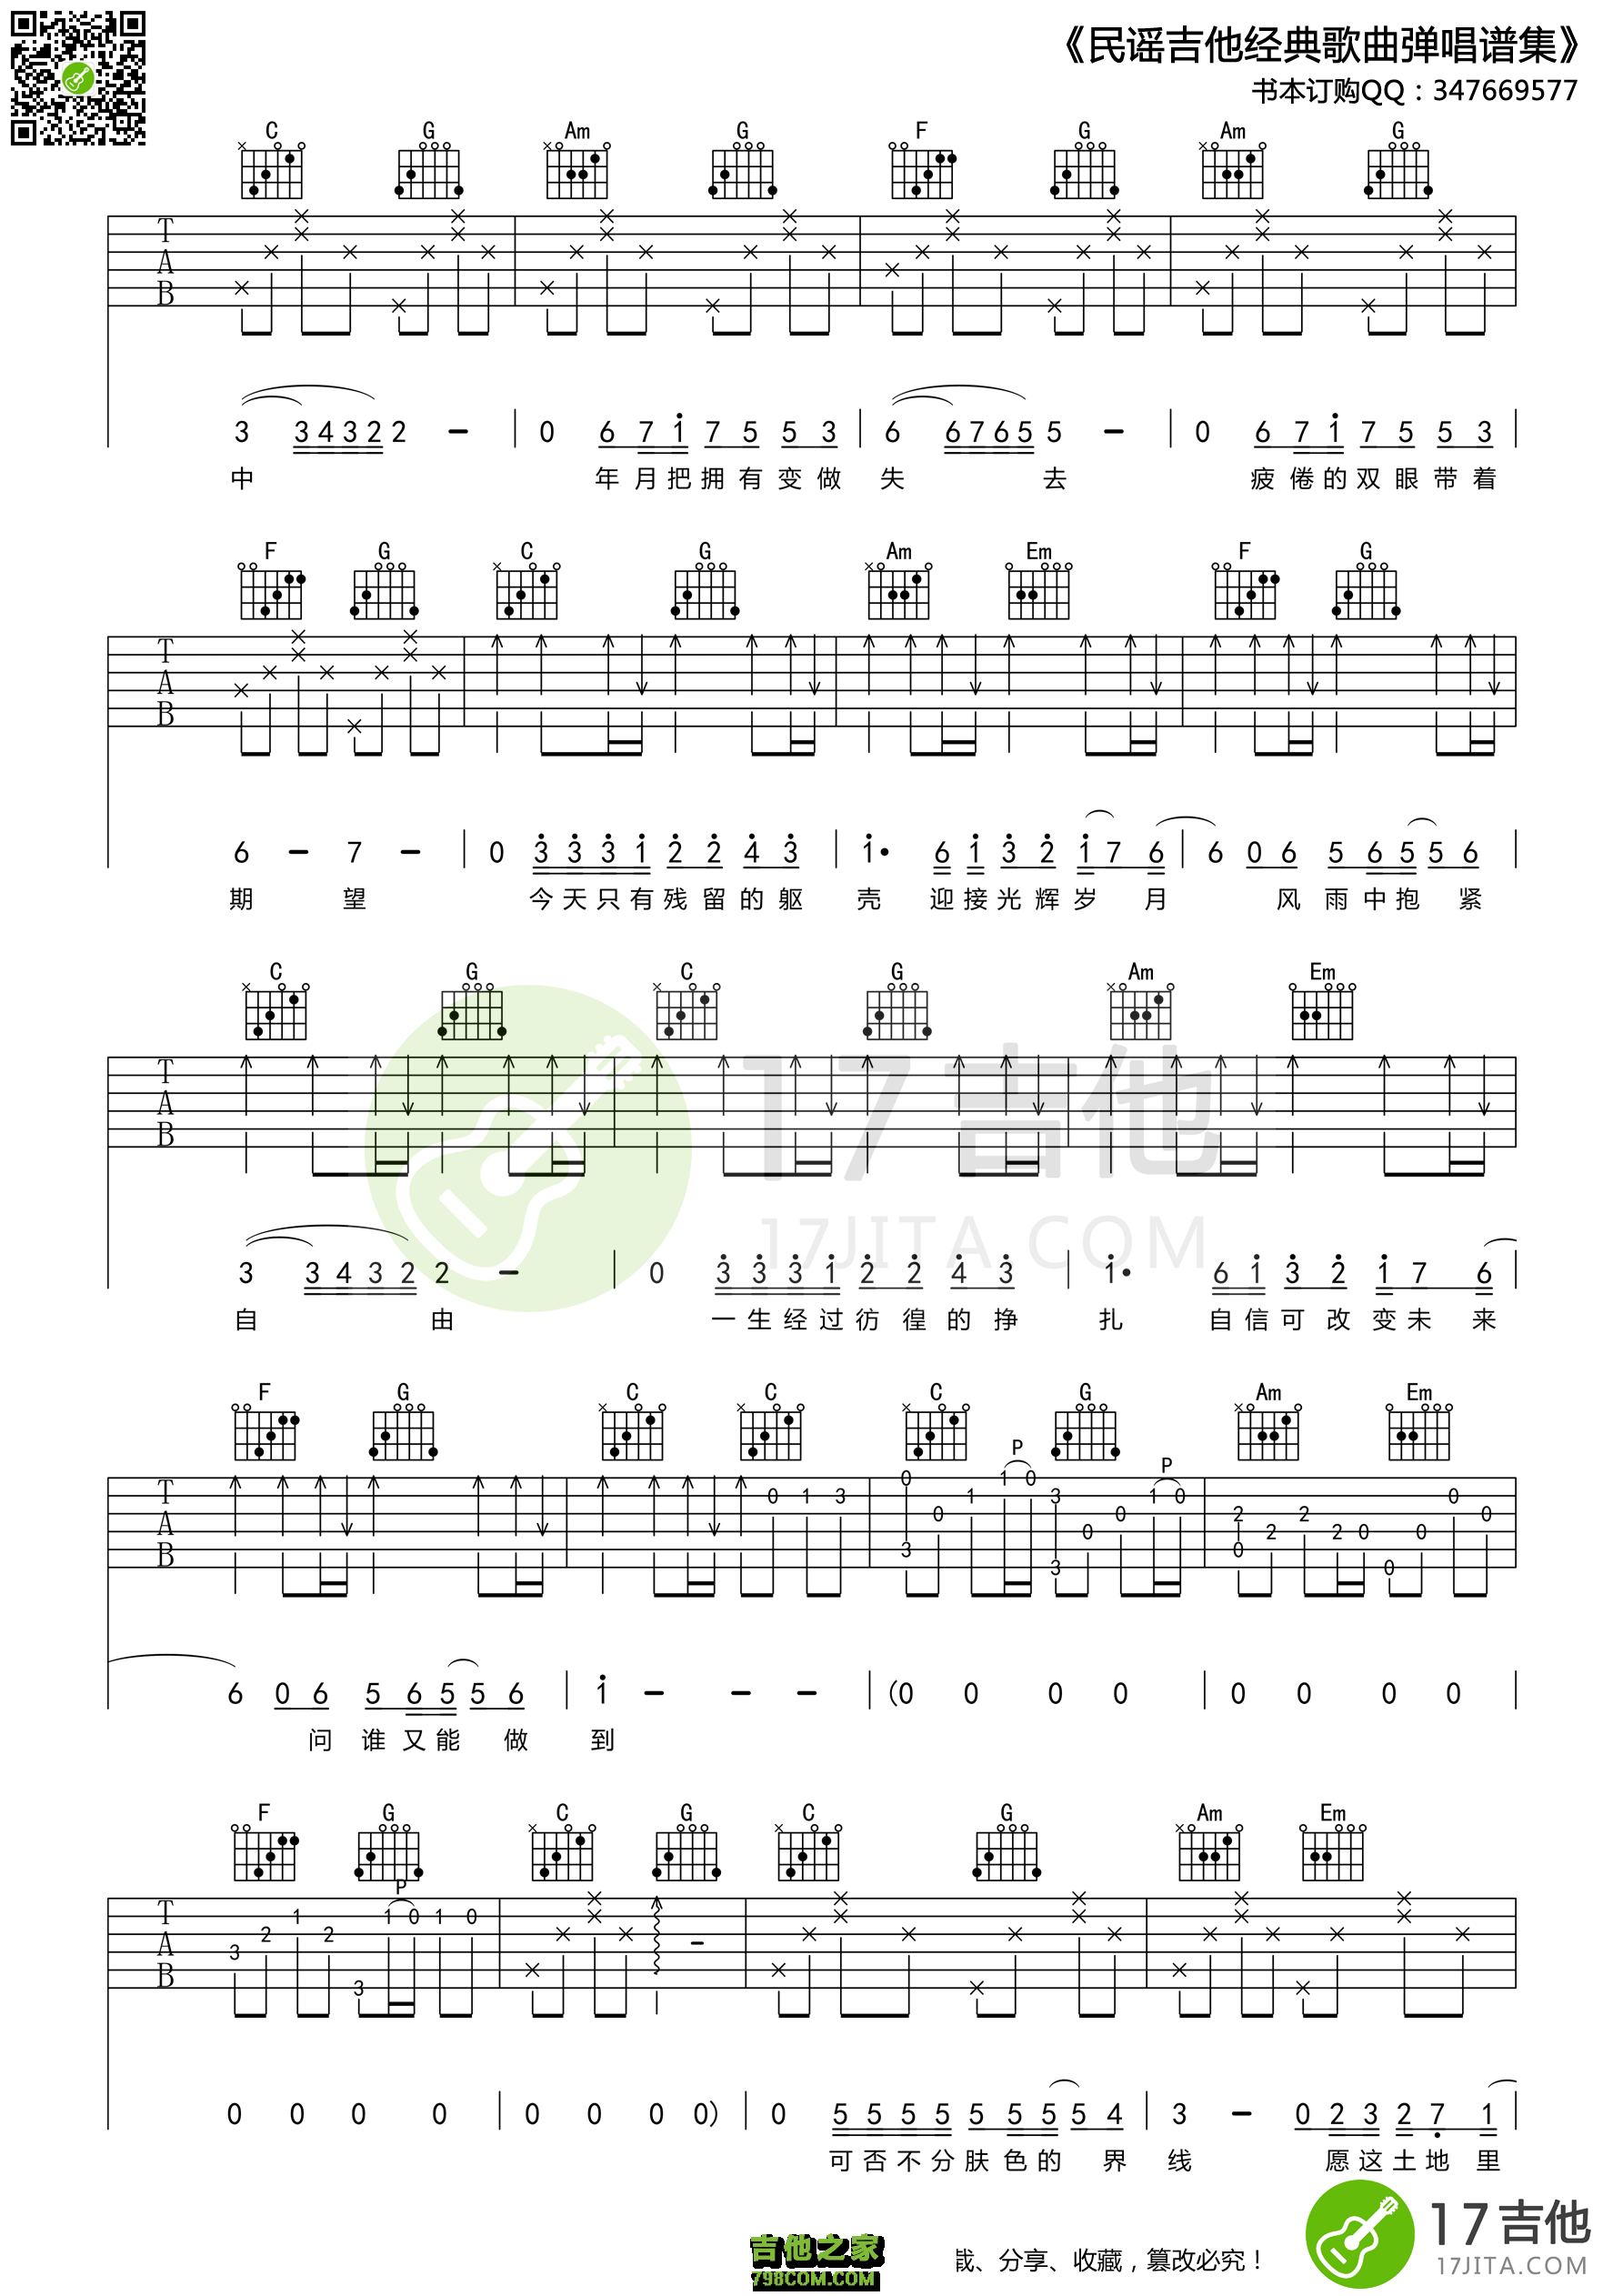 《民谣吉他经典歌曲弹唱谱集》
书本订购QQ：347669577
C G Am G F G Am G
T
A
B
3 3 4 3 2 2 - 0 6 7 1 7 5 5 3 6 6 7 6 5 5 - 0 6 7 1 7 5 5 3
中 年月把拥有变做 失 去 疲倦的双眼带着
F G C G Am Em F G
T
A
B
6 - 7 - 0 3 3 3 1 2 2 4 3 1· 6 1 3 2 1 7 6 6 0 6 5 6 5 5 6
期 望 今天只有残留的躯 壳 迎接光辉岁 月 风雨中抱 紧
C G C G Am Em
T
A
B
17吉他
17JITA.COM
3 3 4 3 2 2 - 0 3 3 3 1 2 2 4 3 1· 6 1 3 2 1 7 6
自 由 一生经过彷徨的挣 扎 自信可改变未 来
F G C C C G Am Em
P P
T
A
B
0 1 3 0 3 0 1 1 0 3 3 0 0 1 0 2 0 2 2 2 0 0 0 0 0
6 0 6 5 6 5 5 6 1 - - - (0 0 0 0 0 0 0 0
问 谁又能 做 到
F G C G C G Am Em
P
T
A
B
3 2 1 2 3 1 0 1 0
0 0 0 0 0 0 0 0) 0 5 5 5 5 5 5 5 5 4 3 - 0 2 3 2 7 1
可否不分肤色的 界 线 愿这土地 里
吉他之家
798COM.COM
、分享、收藏，篡改必究！
17吉他
17JITA.COM